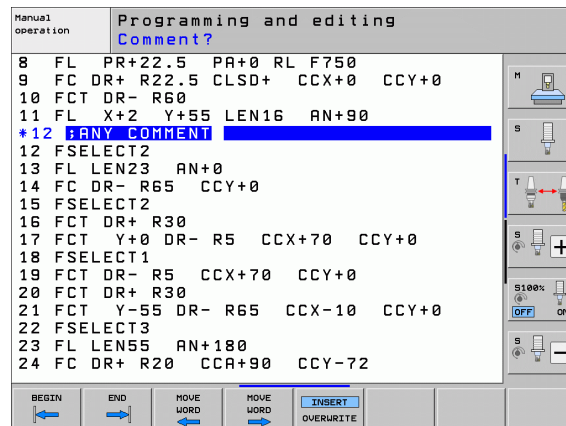 Manual
operation
Programming and editing
Comment?
8 FL PR+22.5 PA+0 RL F750
9 FC DR+ R22.5 CLSD+ CCX+0 CCY+0
10 FCT DR- R60
11 FL X+2 Y+55 LEN16 AN+90
*12 ;ANY COMMENT
12 FSELECT2
13 FL LEN23 AN+0
14 FC DR- R65 CCY+0
15 FSELECT2
16 FCT DR+ R30
17 FCT Y+0 DR- R5 CCX+70 CCY+0
18 FSELECT1
19 FCT DR- R5 CCX+70 CCY+0
20 FCT DR+ R30
21 FCT Y-55 DR- R65 CCX-10 CCY+0
22 FSELECT3
23 FL LEN55 AN+180
24 FC DR+ R20 CCA+90 CCY-72
M
S
T
S
+
S100%
OFF ON
S
−
BEGIN
END
MOVE
WORD
MOVE
WORD
INSERT
OVERWRITE